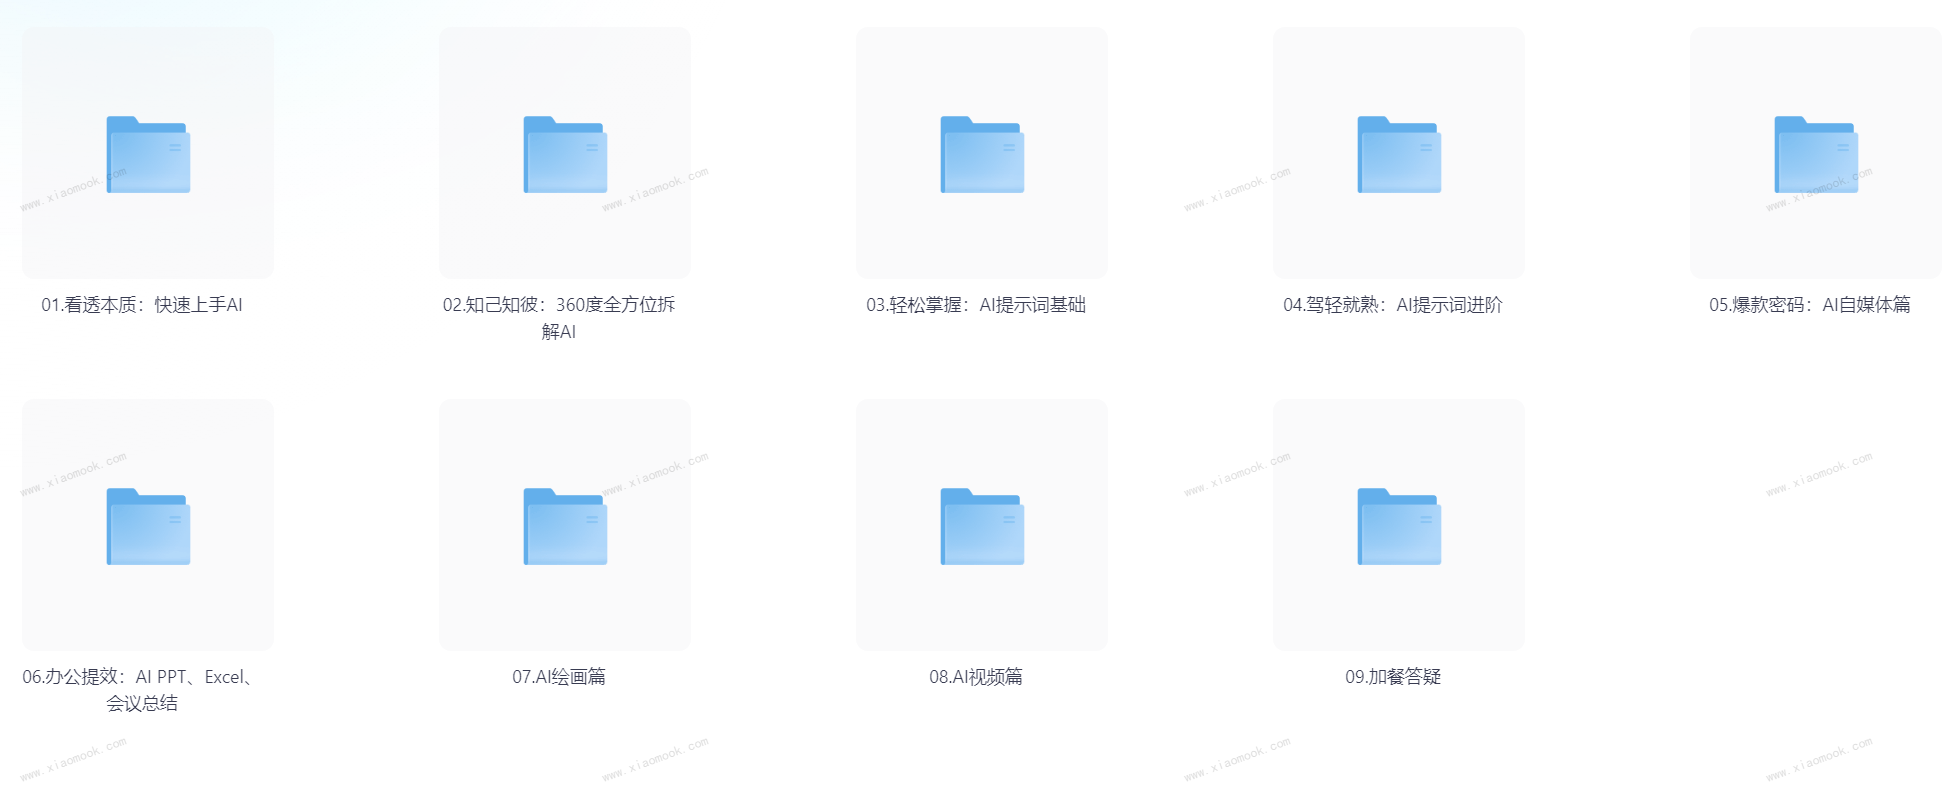 www.xiaomook.com
www.xiaomook.com
www.xiaomook.com
www.xiaomook.com
01.看透本质：快速上手AI
02.知己知彼：360度全方位拆
解AI
03.轻松掌握：AI提示词基础
04.驾轻就熟：AI提示词进阶
05.爆款密码：AI自媒体篇
www.xiaomook.com
www.xiaomook.com
www.xiaomook.com
www.xiaomook.com
06.办公提效：AI PPT、Excel、
会议总结
07.AI绘画篇
08.AI视频篇
09.加餐答疑
www.xiaomook.com
www.xiaomook.com
www.xiaomook.com
www.xiaomook.com